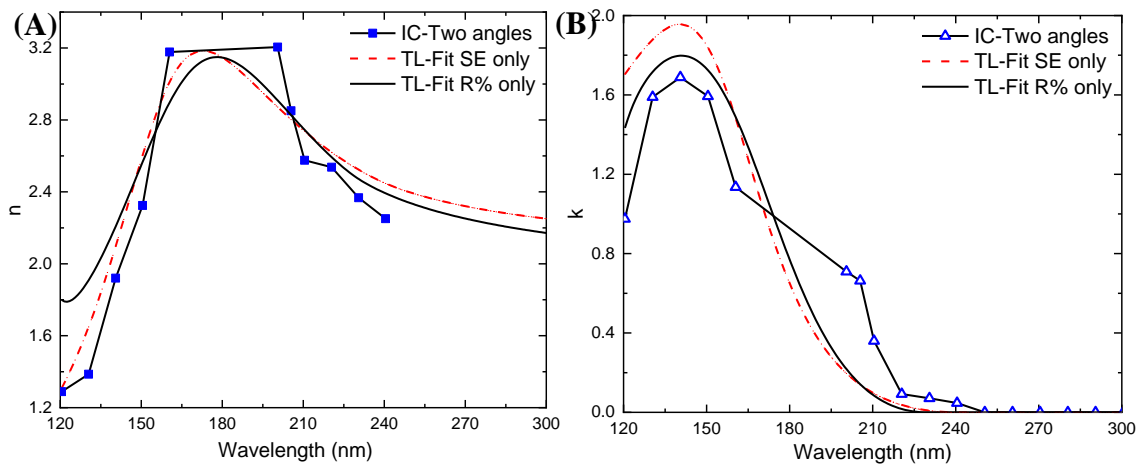 (A)
IC-Two angles
TL-Fit SE only
TL-Fit R% only
3.2
2.8
2.4
2.0
1.6
1.2
n
120 150 180 210 240 270 300
Wavelength (nm)
(B)
IC-Two angles
TL-Fit SE only
TL-Fit R% only
2.0
1.6
1.2
0.8
0.4
0.0
k
120 150 180 210 240 270 300
Wavelength (nm)